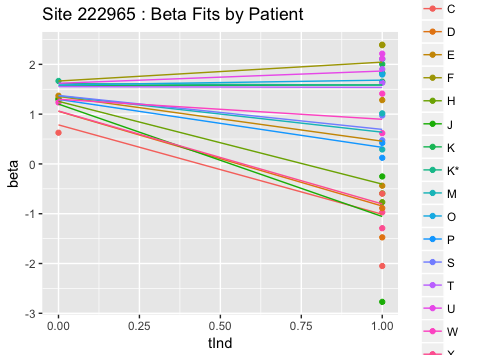 Site 222965 : Beta Fits by Patient
beta
2
1
0
-1
-2
-3
0.00 0.25 0.50 0.75 1.00
tInd
C
D
E
F
H
J
K
K*
M
O
P
S
T
U
W